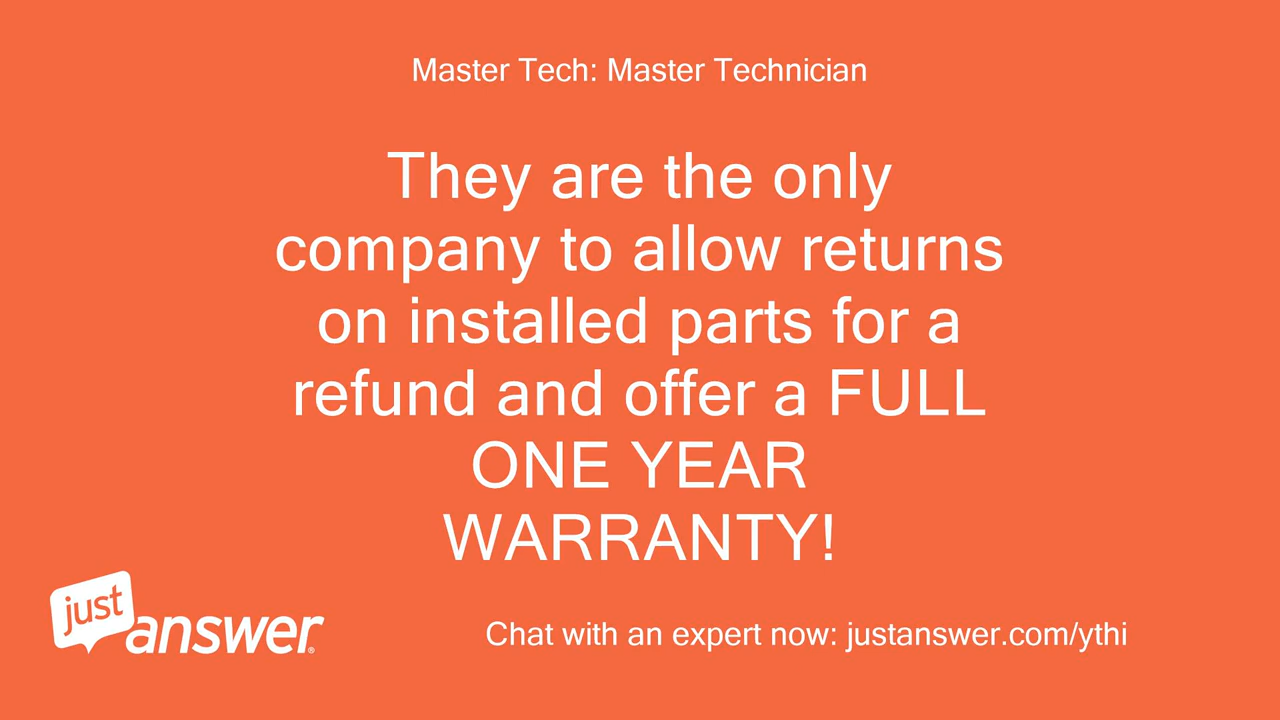 Master Tech: Master Technician
They are the only
company to allow returns
on installed parts for a
refund and offer a FULL
ONE YEAR
WARRANTY!
just
answer®
Chat with an expert now: justanswer.com/ythi